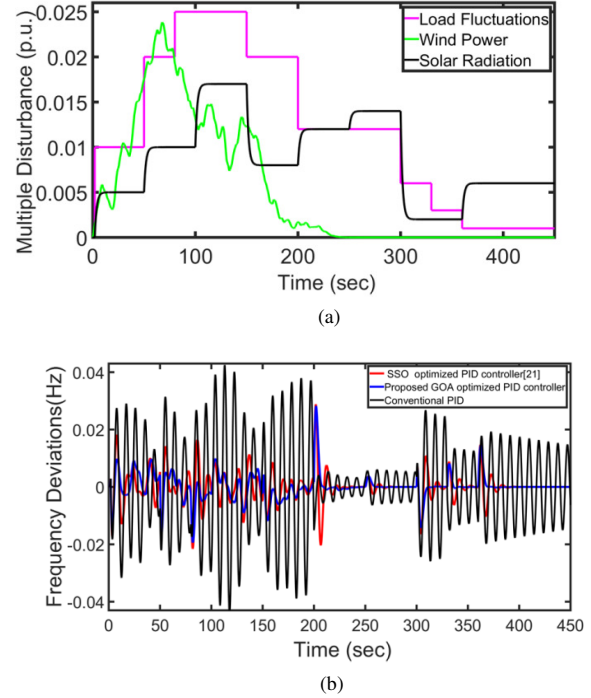 -0.025
0.02
0.015
0.01
0.005
0
Multiple Disturbance (p.u.)
Load Fluctuations
Wind Power
Solar Radiation
0 100 200 300 400
Time (sec)
(a)
0.04
0.02
0
-0.02
-0.04
Frequency Deviations(Hz)
SSO optimized PID controller[21]
Proposed GOA optimized PID controller
Conventional PID
0 50 100 150 200 250 300 350 400 450
Time (sec)
(b)